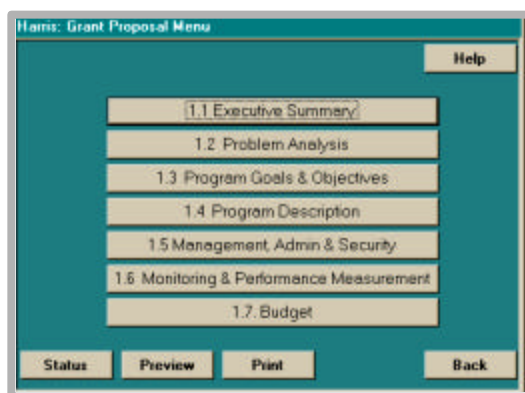 Harris: Grant Proposal Menu
Help
1.1 Executive Summary
1.2 Problem Analysis
1.3 Program Goals & Objectives
1.4 Program Description
1.5 Management, Admin & Security
1.6 Monitoring & Performance Measurement
1.7. Budget
Status Preview Print Back